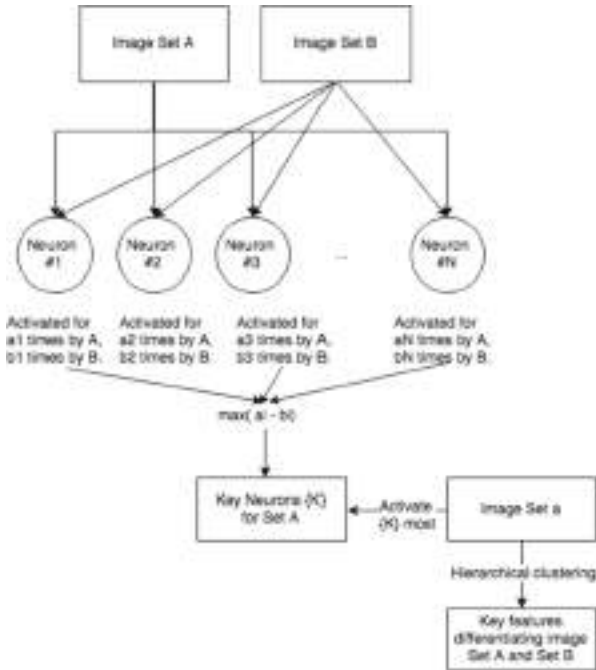 Image Set A
Image Set B
Neuron
#1
Neuron
#2
Neuron
#3
...
Neuron
#N
Activated for
a1 times by A,
b1 times by B.
Activated for
a2 times by A,
b2 times by B.
Activated for
a3 times by A,
b3 times by B.
Activated for
aN times by A,
bN times by B.
max( ai - bi)
Key Neurons {K}
for Set A
Activate
{K} most
Image Set a
Hierarchical clustering
Key features
differentiating image
Set A and Set B